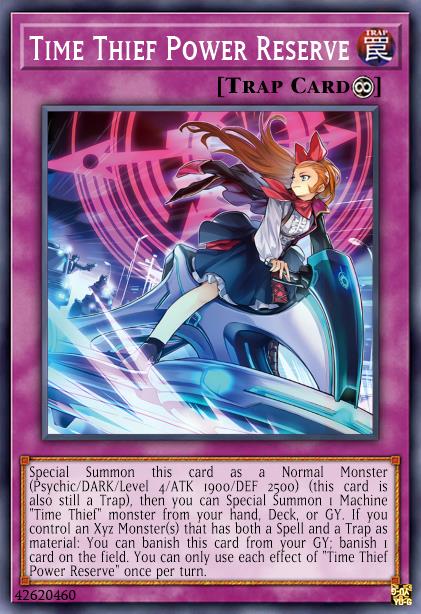 TIME THIEF POWER RESERVE
TRAP
罠
[TRAP CARD]
Special Summon this card as a Normal Monster
(Psychic/DARK/Level 4/ATK 1900/DEF 2500) (this card is
also still a Trap), then you can Special Summon 1 Machine
"Time Thief" monster from your hand, Deck, or GY. If you
control an Xyz Monster(s) that has both a Spell and a Trap as
material: You can banish this card from your GY; banish 1
card on the field. You can only use each effect of "Time Thief
Power Reserve" once per turn.
42620460